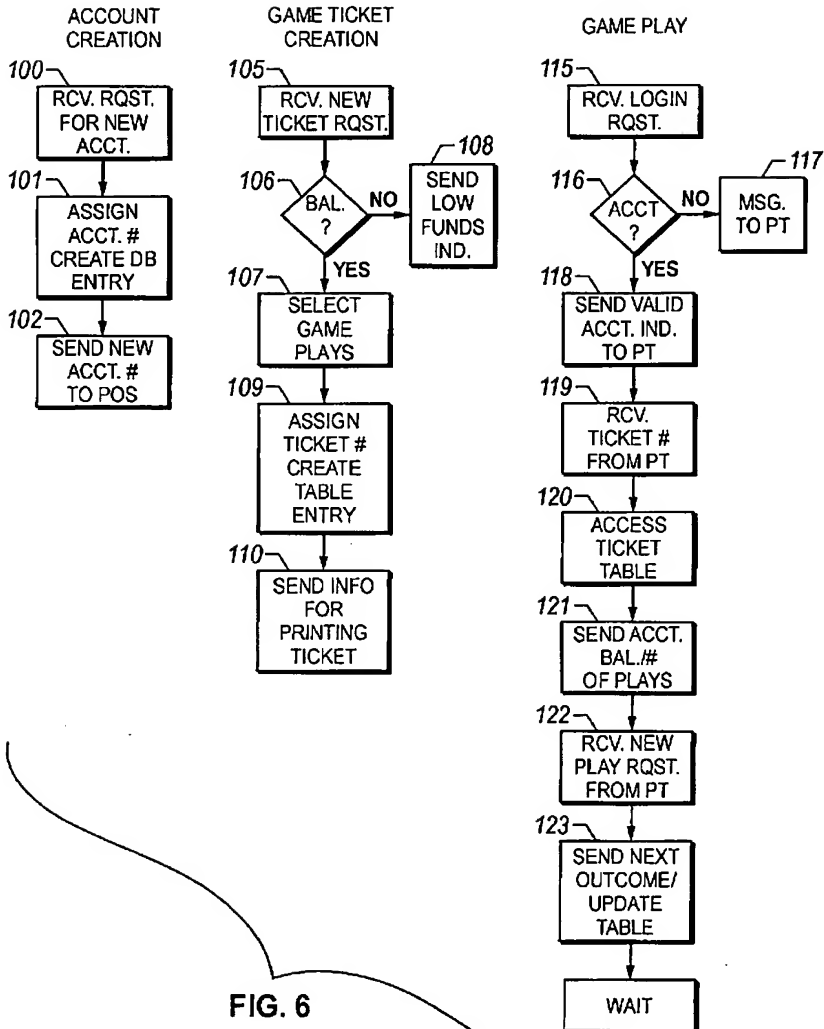 ACCOUNT
CREATION
100
RCV. RQST.
FOR NEW
ACCT.
101
ASSIGN
ACCT. #
CREATE DB
ENTRY
102
SEND NEW
ACCT. #
TO POS
GAME TICKET
CREATION
105
RCV. NEW
TICKET RQST.
106
BAL.
?
NO
108
SEND
LOW
FUNDS
IND.
YES
107
SELECT
GAME
PLAYS
109
ASSIGN
TICKET #
CREATE
TABLE
ENTRY
110
SEND INFO
FOR
PRINTING
TICKET
GAME PLAY
115
RCV. LOGIN
RQST.
116
ACCT
?
NO
117
MSG.
TO PT
YES
118
SEND VALID
ACCT. IND.
TO PT
119
RCV.
TICKET #
FROM PT
120
ACCESS
TICKET
TABLE
121
SEND ACCT.
BAL./#
OF PLAYS
122
RCV. NEW
PLAY RQST.
FROM PT
123
SEND NEXT
OUTCOME/
UPDATE
TABLE
WAIT
FIG. 6